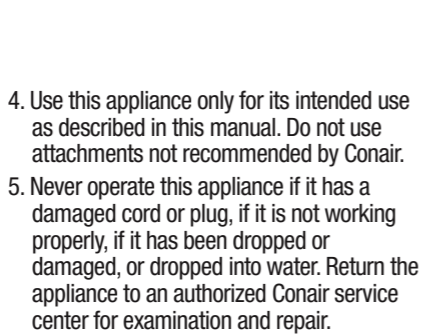 4. Use this appliance only for its intended use
as described in this manual. Do not use
attachments not recommended by Conair.
5. Never operate this appliance if it has a
damaged cord or plug, if it is not working
properly, if it has been dropped or
damaged, or dropped into water. Return the
appliance to an authorized Conair service
center for examination and repair.